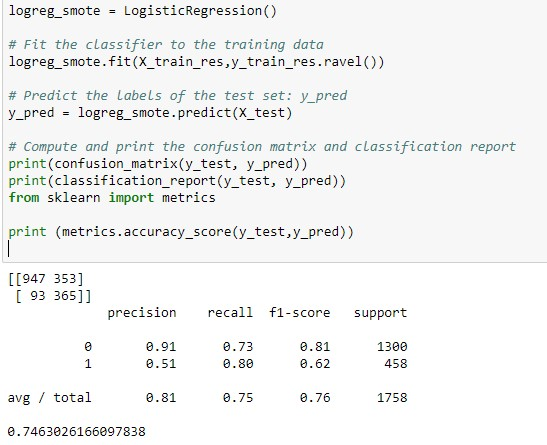 logreg_smote = LogisticRegression()
# Fit the classifier to the training data
logreg_smote.fit(X_train_res,y_train_res.ravel())
# Predict the labels of the test set: y_pred
y_pred = logreg_smote.predict(X_test)
# Compute and print the confusion matrix and classification report
print(confusion_matrix(y_test, y_pred))
print(classification_report(y_test, y_pred))
from sklearn import metrics
print (metrics.accuracy_score(y_test,y_pred))
[[947 353]
[ 93 365]]
precision recall f1-score support
0 0.91 0.73 0.81 1300
1 0.51 0.80 0.62 458
avg / total 0.81 0.75 0.76 1758
0.7463026166097838